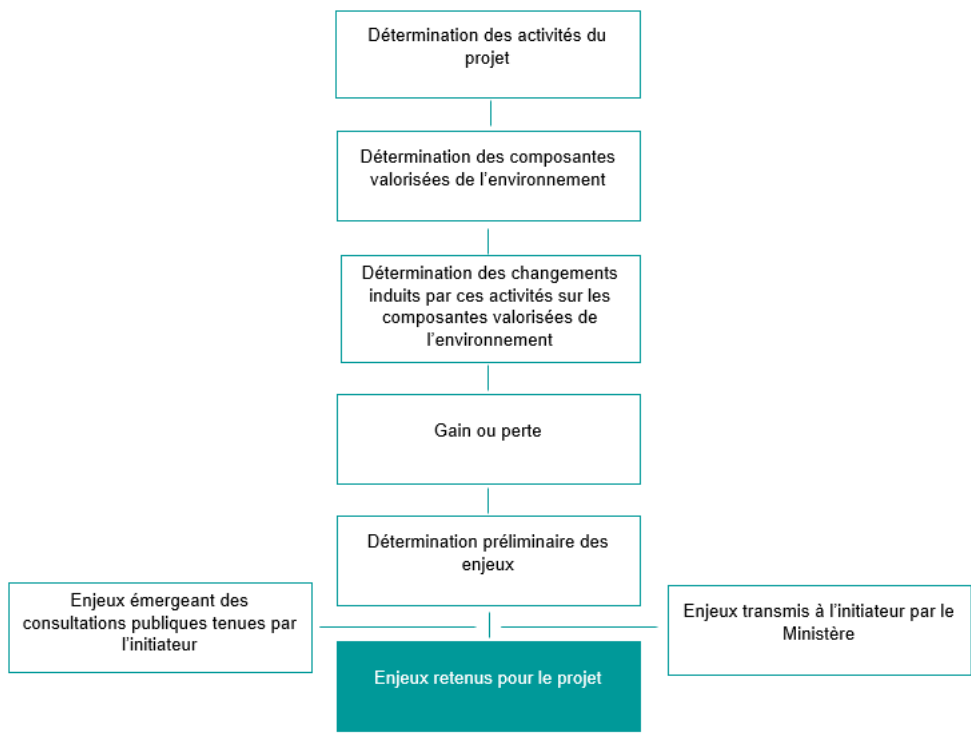 Détermination des activités du
projet
Détermination des composantes
valorisées de l'environnement
Détermination des changements
induits par ces activités sur les
composantes valorisées de
l'environnement
Gain ou perte
Détermination préliminaire des
enjeux
Enjeux émergeant des
consultations publiques tenues par
l'initiateur
Enjeux transmis à l'initiateur par le
Ministère
Enjeux retenus pour le projet